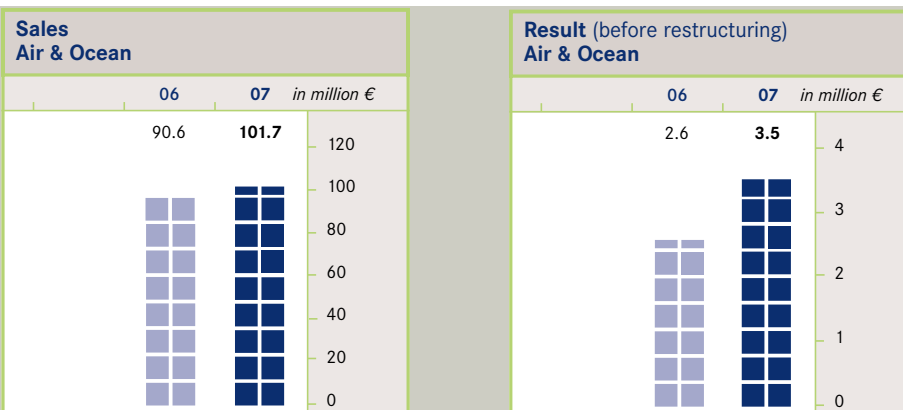 Sales
Air & Ocean
06 07 in million €
90.6 101.7
120
100
80
60
40
20
0
Result (before restructuring)
Air & Ocean
06 07 in million €
2.6 3.5
4
3
2
1
0